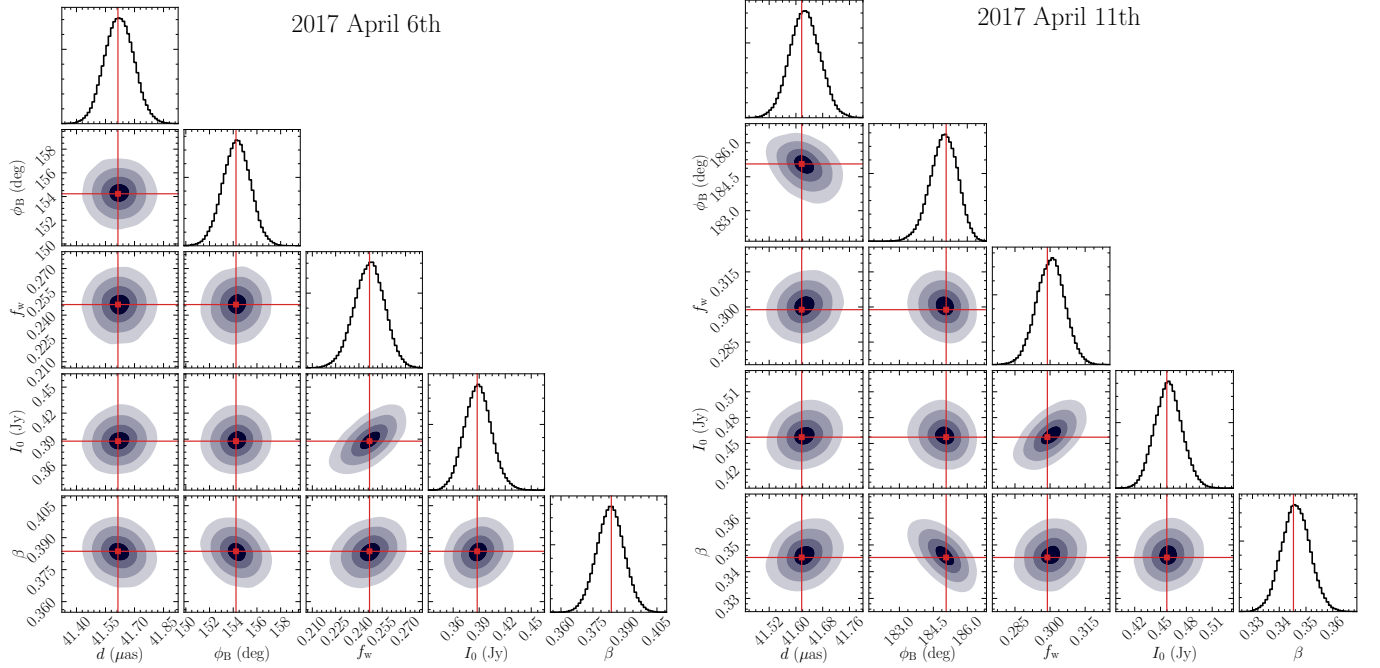 2017 April 6th
158
156
154
152
150
ϕB (deg)
0.270
0.255
0.240
0.225
0.210
fw
0.45
0.42
0.39
0.36
I0 (Jy)
0.405
0.390
0.375
0.360
β
41.40 41.55 41.70 41.85
d (μas)
150 152 154 156 158
ϕB (deg)
0.210 0.225 0.240 0.255 0.270
fw
0.36 0.39 0.42 0.45
I0 (Jy)
0.360 0.375 0.390 0.405
β
2017 April 11th
186.0
184.5
183.0
ϕB (deg)
0.315
0.300
0.285
fw
0.51
0.48
0.45
0.42
I0 (Jy)
0.36
0.35
0.34
0.33
β
41.52 41.60 41.68 41.76
d (μas)
183.0 184.5 186.0
ϕB (deg)
0.285 0.300 0.315
fw
0.42 0.45 0.48 0.51
I0 (Jy)
0.33 0.34 0.35 0.36
β